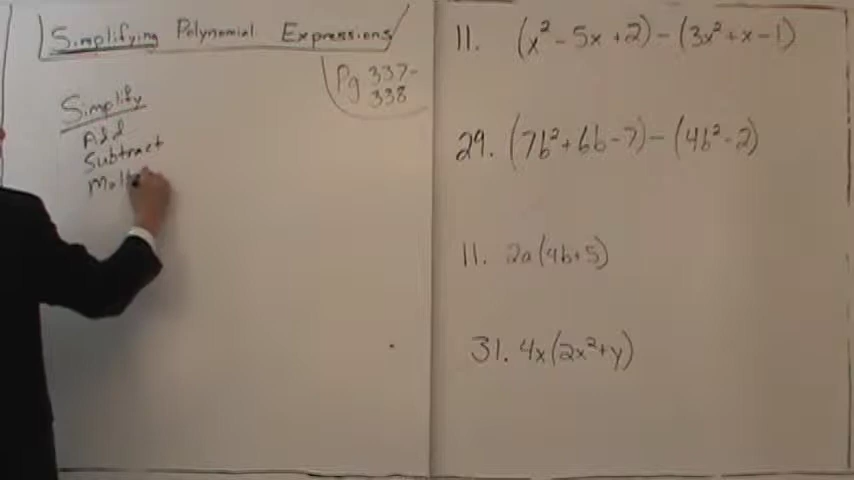 Simplifying Polynomial Expressions
Pg 337-
338
Simplify
Add
Subtract
11. (x² - 5x + 2) - (3x² + x - 1)
29. (7b² + 6b - 7) - (4b² - 2)
11. 2a(4b+5)
31. 4x(2x²+y)